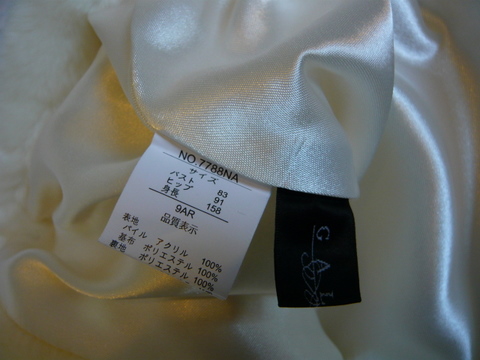 NO.7788NA
サイズ
バスト 83
ヒップ 91
身長 158
9AR
品質表示
表地
パイル アクリル 100%
基布 ポリエステル 100%
裏地 ポリエステル 100%